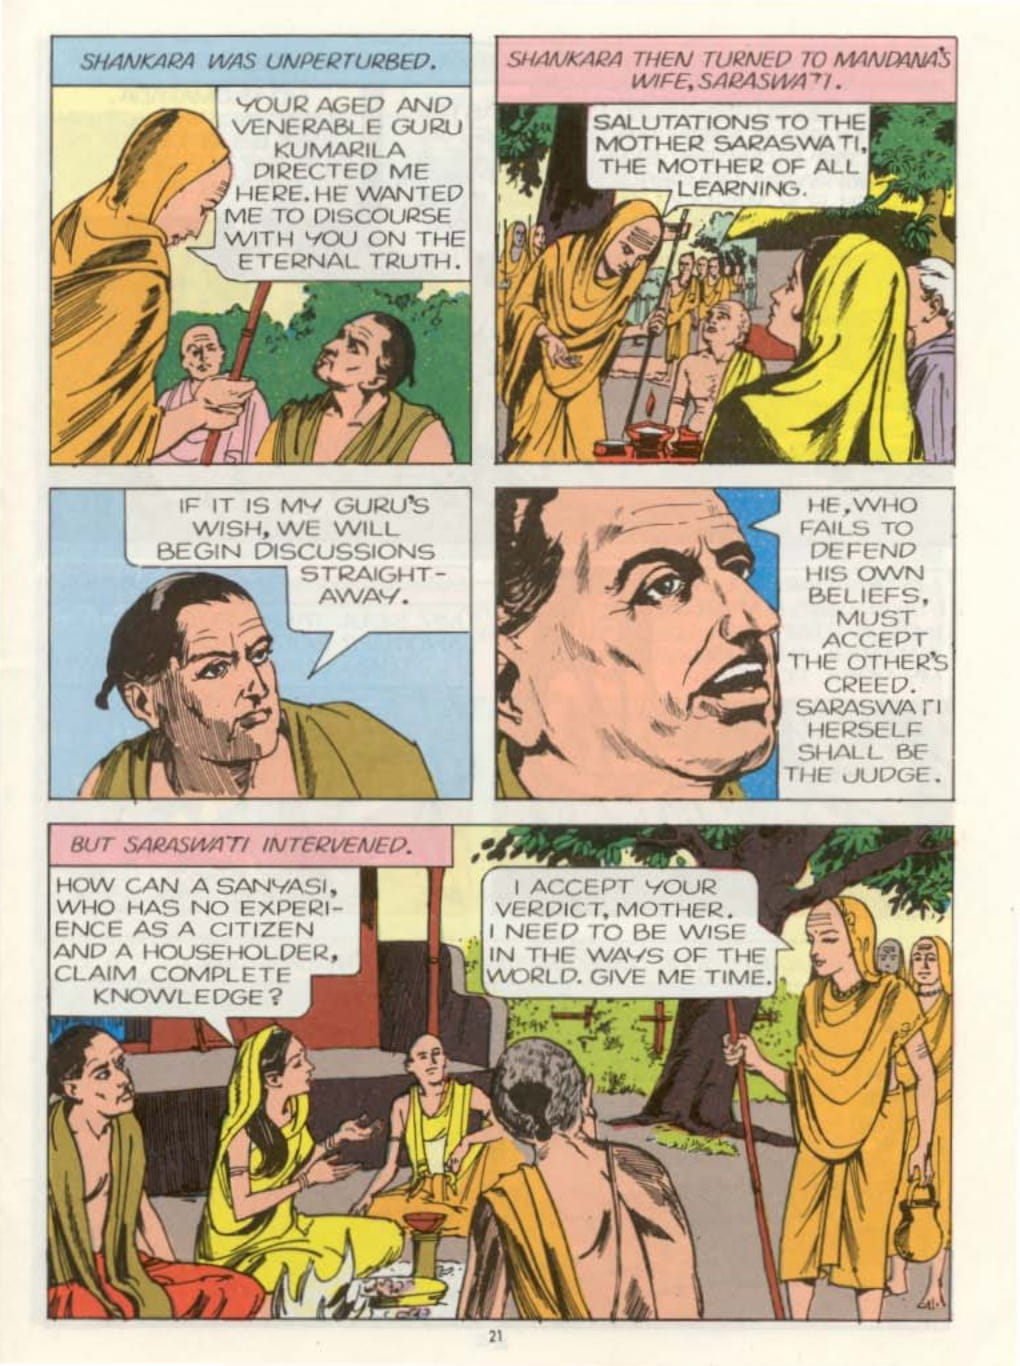 SHANKARA WAS UNPERTURBED.
YOUR AGED AND
VENERABLE GURU
KUMARILA
DIRECTED ME
HERE. HE WANTED
ME TO DISCOURSE
WITH YOU ON THE
ETERNAL TRUTH.
SHANKARA THEN TURNED TO MANDANA'S
WIFE, SARASWATI.
SALUTATIONS TO THE
MOTHER SARASWATI,
THE MOTHER OF ALL
LEARNING.
IF IT IS MY GURU'S
WISH, WE WILL
BEGIN DISCUSSIONS
STRAIGHT-
AWAY.
HE, WHO
FAILS TO
DEFEND
HIS OWN
BELIEFS,
MUST
ACCEPT
THE OTHER'S
CREED.
SARASWATI
HERSELF
SHALL BE
THE JUDGE.
BUT SARASWATI INTERVENED.
HOW CAN A SANYASI,
WHO HAS NO EXPERI-
ENCE AS A CITIZEN
AND A HOUSEHOLDER,
CLAIM COMPLETE
KNOWLEDGE?
I ACCEPT YOUR
VERDICT, MOTHER.
I NEED TO BE WISE
IN THE WAYS OF THE
WORLD. GIVE ME TIME.
21